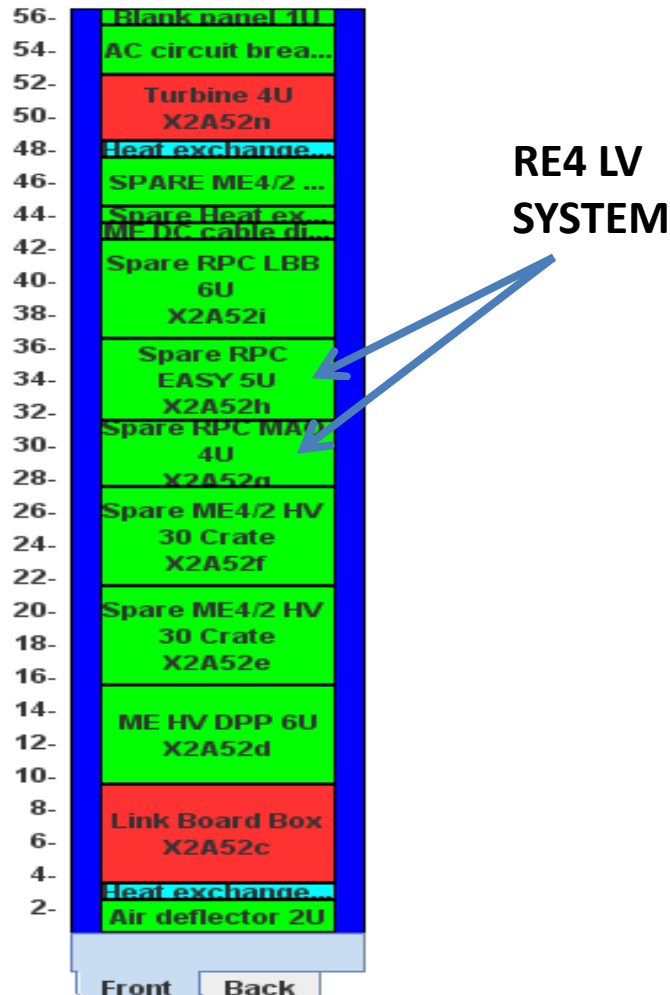 56-
Blank panel 1U
54-
AC circuit brea...
52-
Turbine 4U
50-
X2A52n
48-
Heat exchange...
46-
SPARE ME4/2 ...
44-
Spare Heat ex...
ME DC cable di...
42-
Spare RPC LBB
40-
6U
38-
X2A52i
36-
Spare RPC
34-
EASY 5U
32-
X2A52h
Spare RPC MAO
30-
4U
28-
X2A52g
26-
Spare ME4/2 HV
24-
30 Crate
X2A52f
22-
20-
Spare ME4/2 HV
18-
30 Crate
16-
X2A52e
14-
ME HV DPP 6U
12-
X2A52d
10-
8-
Link Board Box
6-
X2A52c
4-
Heat exchange...
2-
Air deflector 2U
Front
Back
RE4 LV
SYSTEM